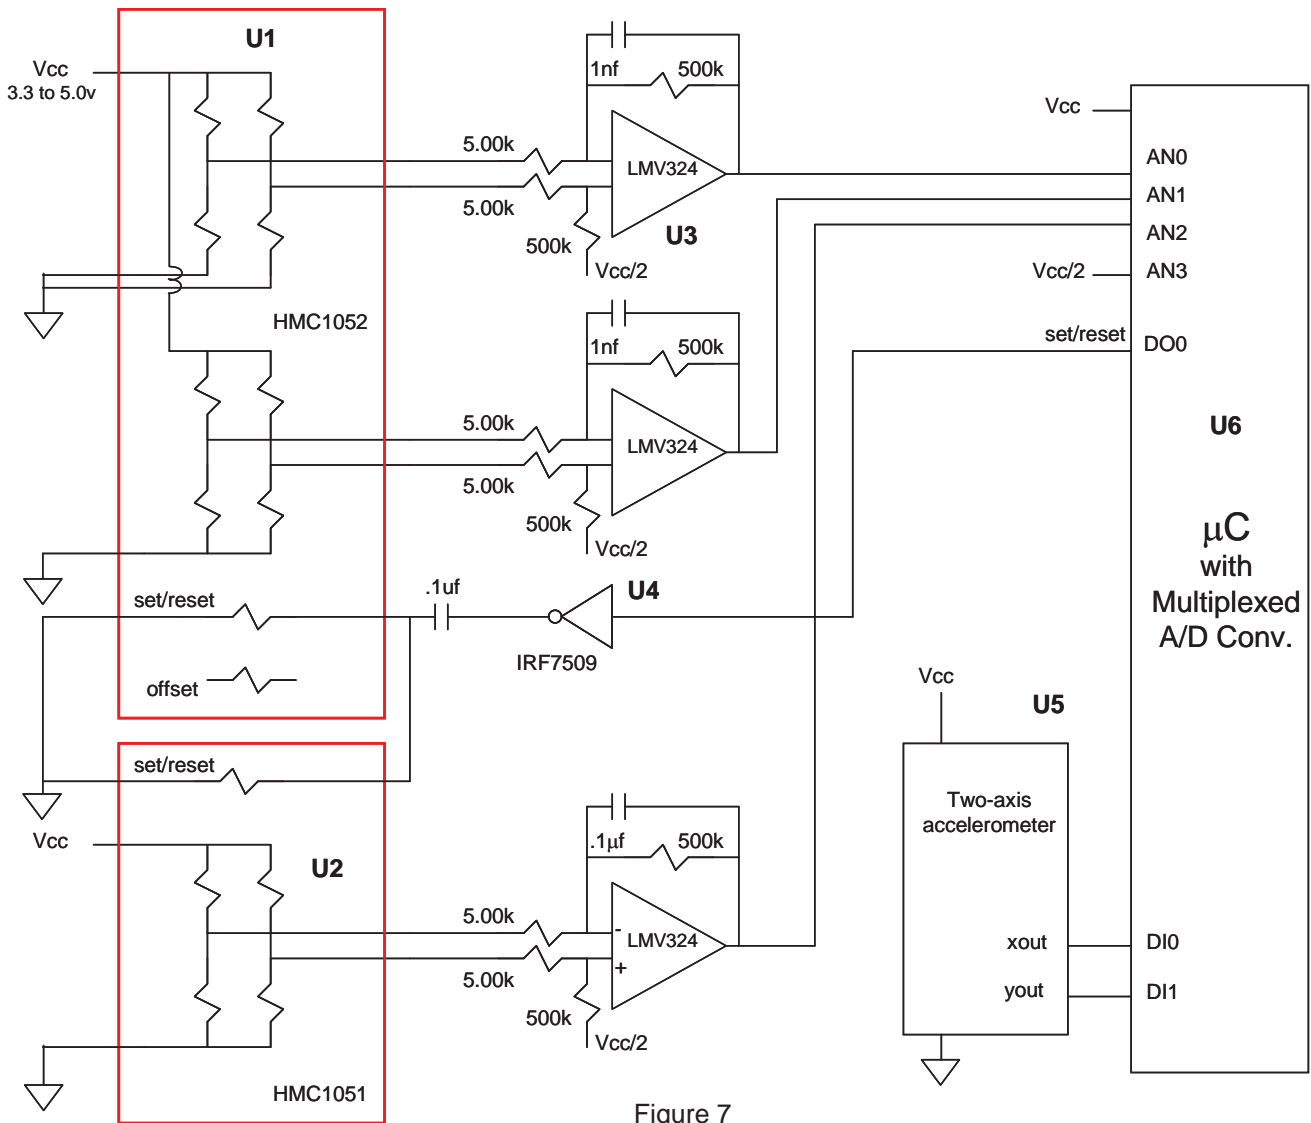 U1
Vcc
3.3 to 5.0v
HMC1052
set/reset
offset
5.00k
5.00k
1nf
500k
LMV324
U3
500k
Vcc/2
5.00k
5.00k
1nf
500k
LMV324
500k
Vcc/2
.1uf
U4
IRF7509
set/reset
Vcc
U2
HMC1051
5.00k
5.00k
.1μf
500k
-
LMV324
+
500k
Vcc/2
Vcc
AN0
AN1
AN2
Vcc/2
AN3
set/reset
DO0
U6
μC
with
Multiplexed
A/D Conv.
Vcc
U5
Two-axis
accelerometer
xout
DI0
yout
DI1
Figure 7